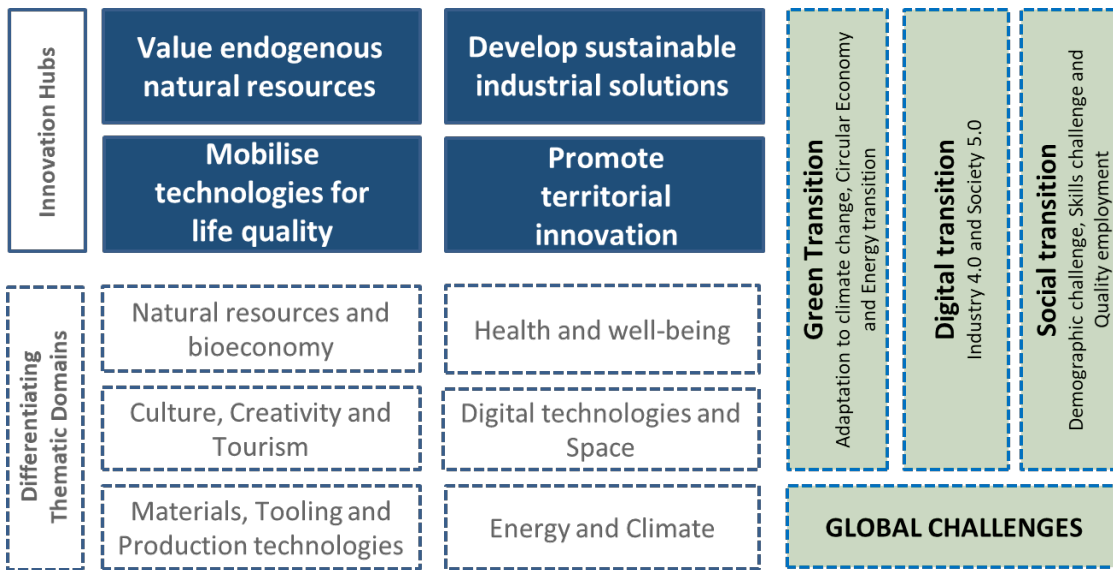 Innovation Hubs
Value endogenous
natural resources
Develop sustainable
industrial solutions
Mobilise
technologies for
life quality
Promote
territorial
innovation
Differentiating
Thematic Domains
Natural resources and
bioeconomy
Health and well-being
Culture, Creativity and
Tourism
Digital technologies and
Space
Materials, Tooling and
Production technologies
Energy and Climate
Green Transition
Adaptation to climate change, Circular Economy
and Energy transition
Digital transition
Industry 4.0 and Society 5.0
Social transition
Demographic challenge, Skills challenge and
Quality employment
GLOBAL CHALLENGES